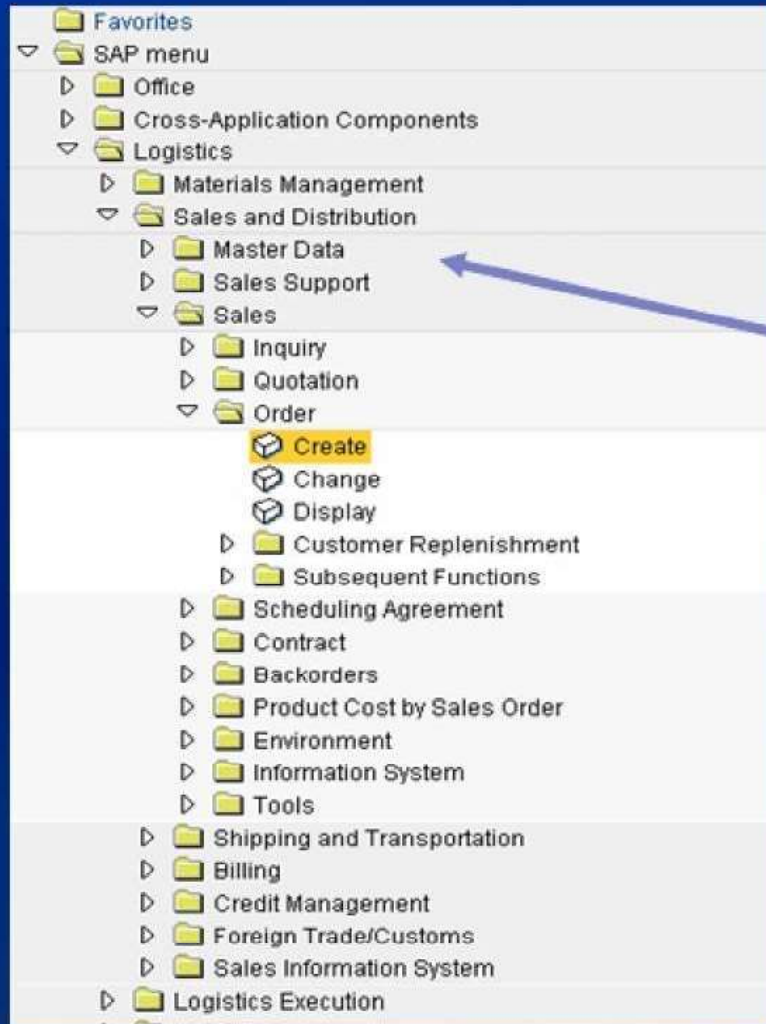 Favorites
SAP menu
Office
Cross-Application Components
Logistics
Materials Management
Sales and Distribution
Master Data
Sales Support
Sales
Inquiry
Quotation
Order
Create
Change
Display
Customer Replenishment
Subsequent Functions
Scheduling Agreement
Contract
Backorders
Product Cost by Sales Order
Environment
Information System
Tools
Shipping and Transportation
Billing
Credit Management
Foreign Trade/Customs
Sales Information System
Logistics Execution